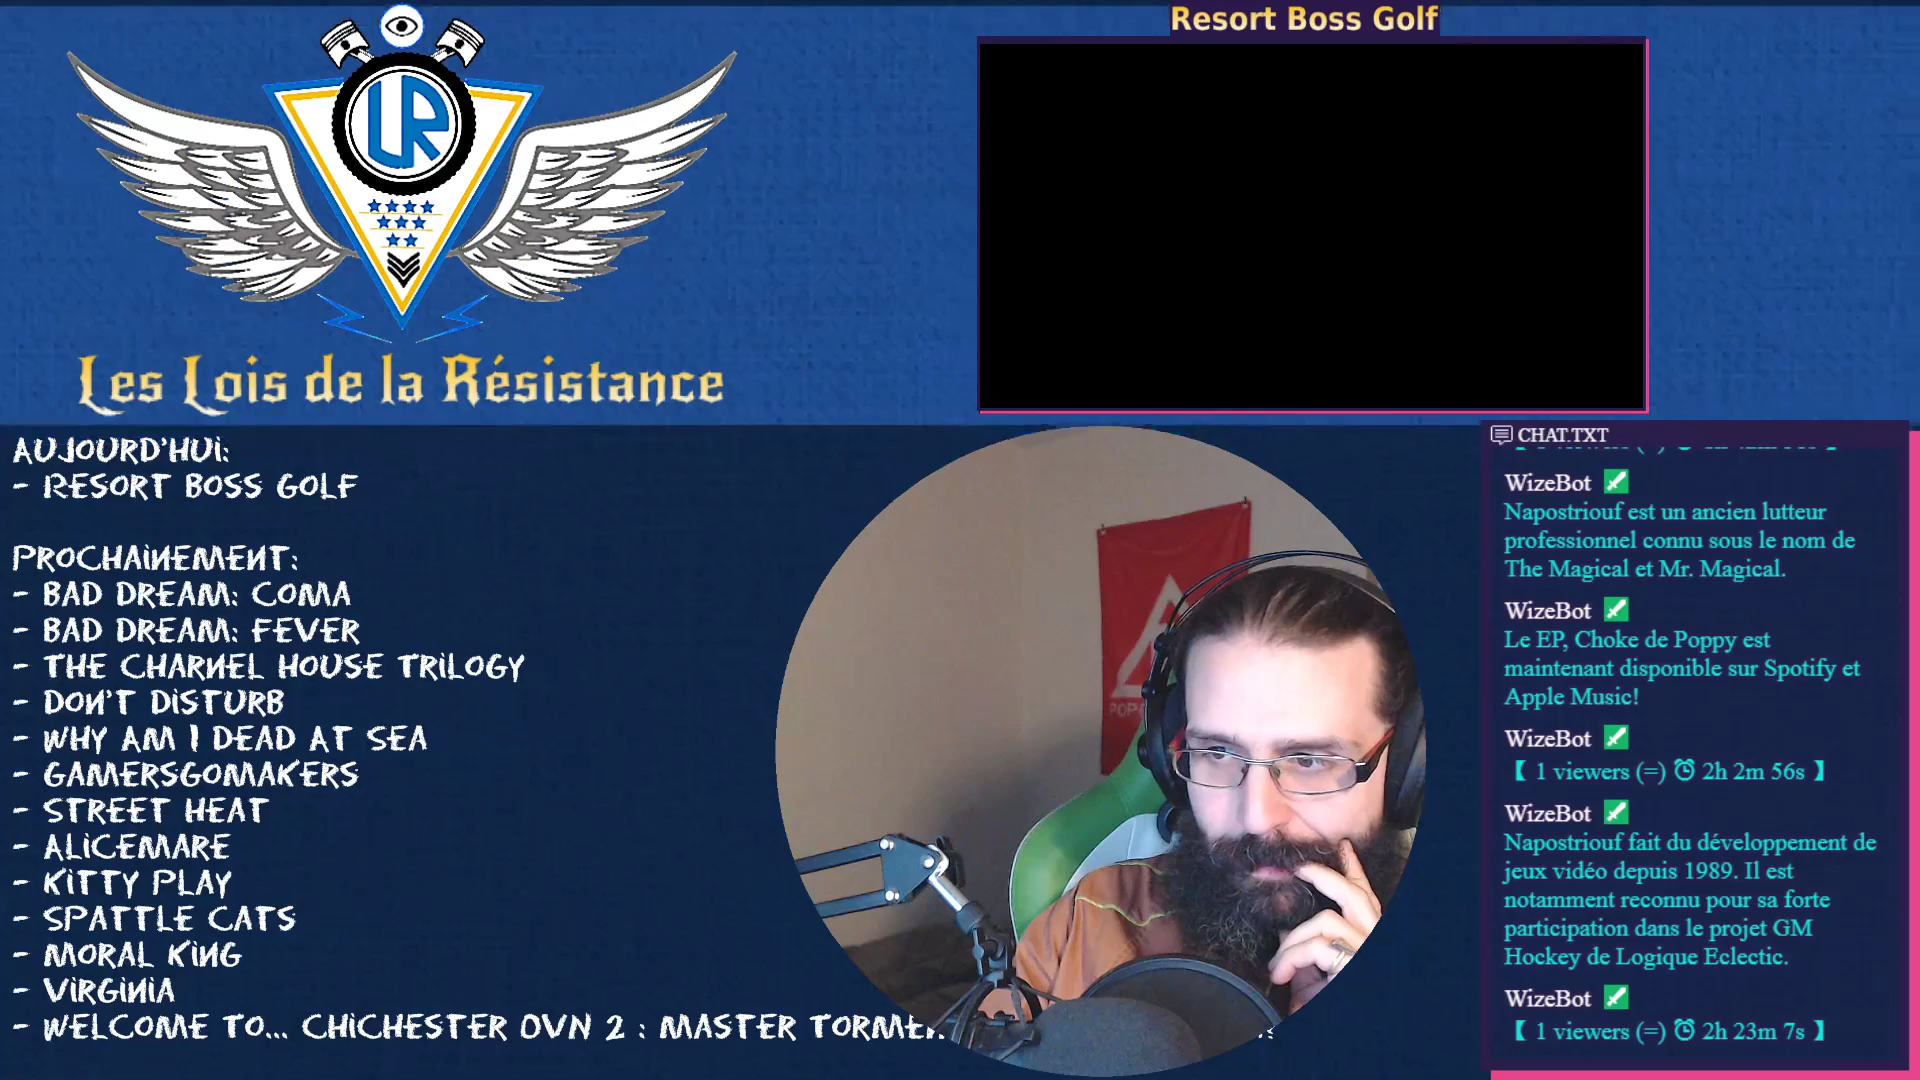 Resort Boss Golf
LR
Les Lois de la Résistance
AUJOURD'HUI:
- RESORT BOSS GOLF
PROCHAINEMENT:
- BAD DREAM: COMA
- BAD DREAM: FEVER
- THE CHARNEL HOUSE TRILOGY
- DON'T DISTURB
- WHY AM I DEAD AT SEA
- GAMERSGOMAKERS
- STREET HEAT
- ALICEMARE
- KITTY PLAY
- SPATTLE CATS
- MORAL KING
- VIRGINIA
- WELCOME TO... CHICHESTER OVN 2 : MASTER
CHAT.TXT
WizeBot
Napostriouf est un ancien lutteur
professionnel connu sous le nom de
The Magical et Mr. Magical.
WizeBot
Le EP, Choke de Poppy est
maintenant disponible sur Spotify et
Apple Music!
WizeBot
【 1 viewers (=) ⏰ 2h 2m 56s 】
WizeBot
Napostriouf fait du développement de
jeux vidéo depuis 1989. Il est
notamment reconnu pour sa forte
participation dans le projet GM
Hockey de Logique Eclectic.
WizeBot
【 1 viewers (=) ⏰ 2h 23m 7s 】